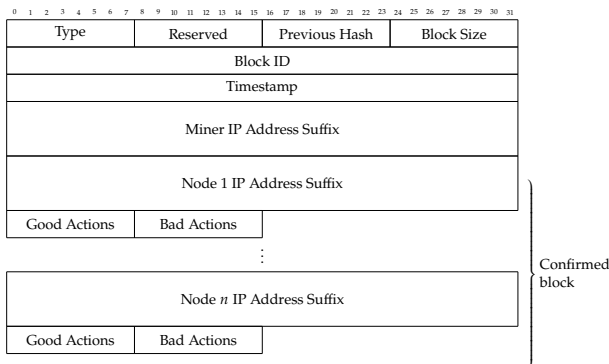 0 1 2 3 4 5 6 7 8 9 10 11 12 13 14 15 16 17 18 19 20 21 22 23 24 25 26 27 28 29 30 31
Type Reserved Previous Hash Block Size
Block ID
Timestamp
Miner IP Address Suffix
Node 1 IP Address Suffix
Good Actions Bad Actions
⋮
Confirmed
block
Node n IP Address Suffix
Good Actions Bad Actions